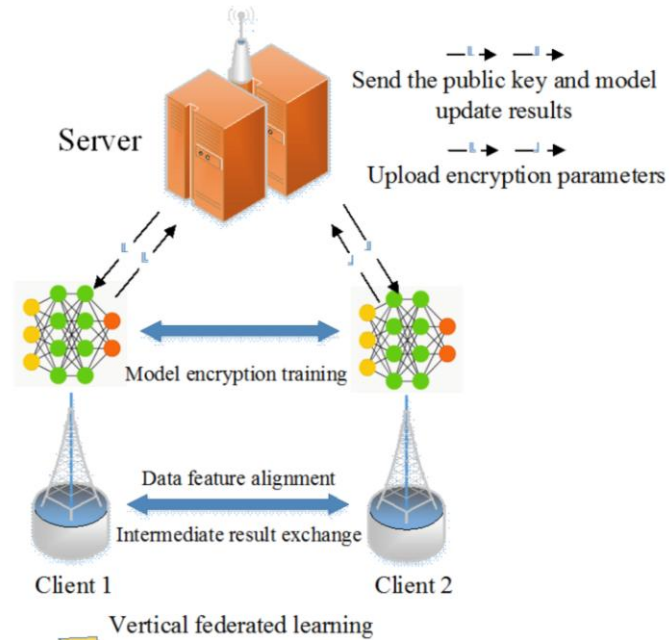 Send the public key and model
update results
Server
Upload encryption parameters
Model encryption training
Data feature alignment
Intermediate result exchange
Client 1
Client 2
Vertical federated learning